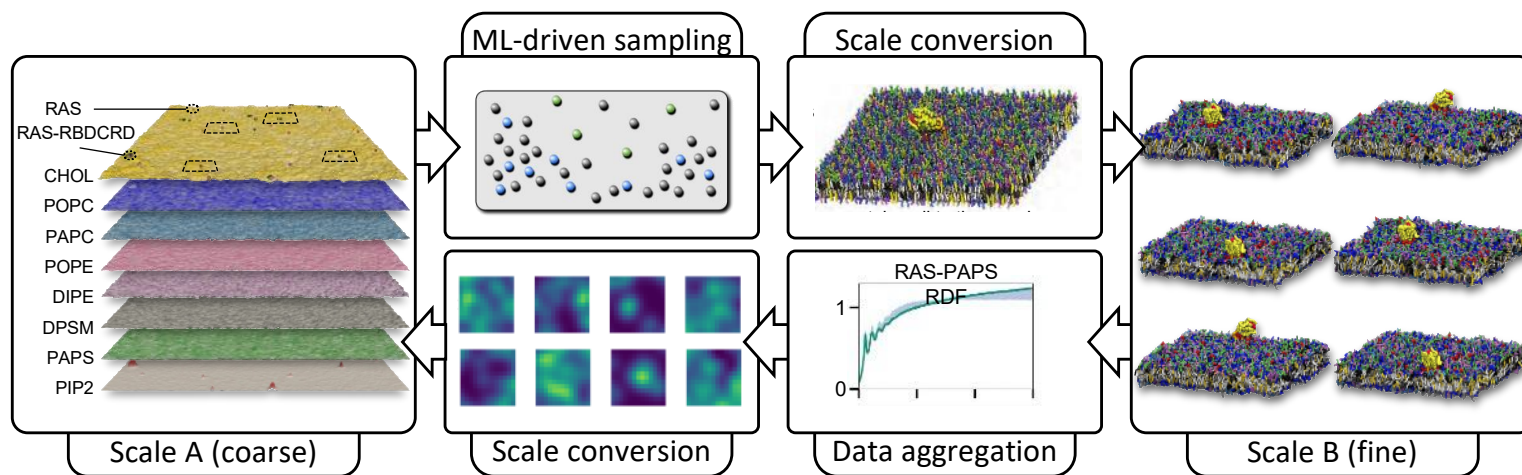 ML-driven sampling
Scale conversion
RAS
RAS-RBDCRD
CHOL
POPC
PAPC
POPE
DIPE
DPSM
PAPS
PIP2
Scale A (coarse)
Scale conversion
RAS-PAPS
RDF
1
0
Data aggregation
Scale B (fine)